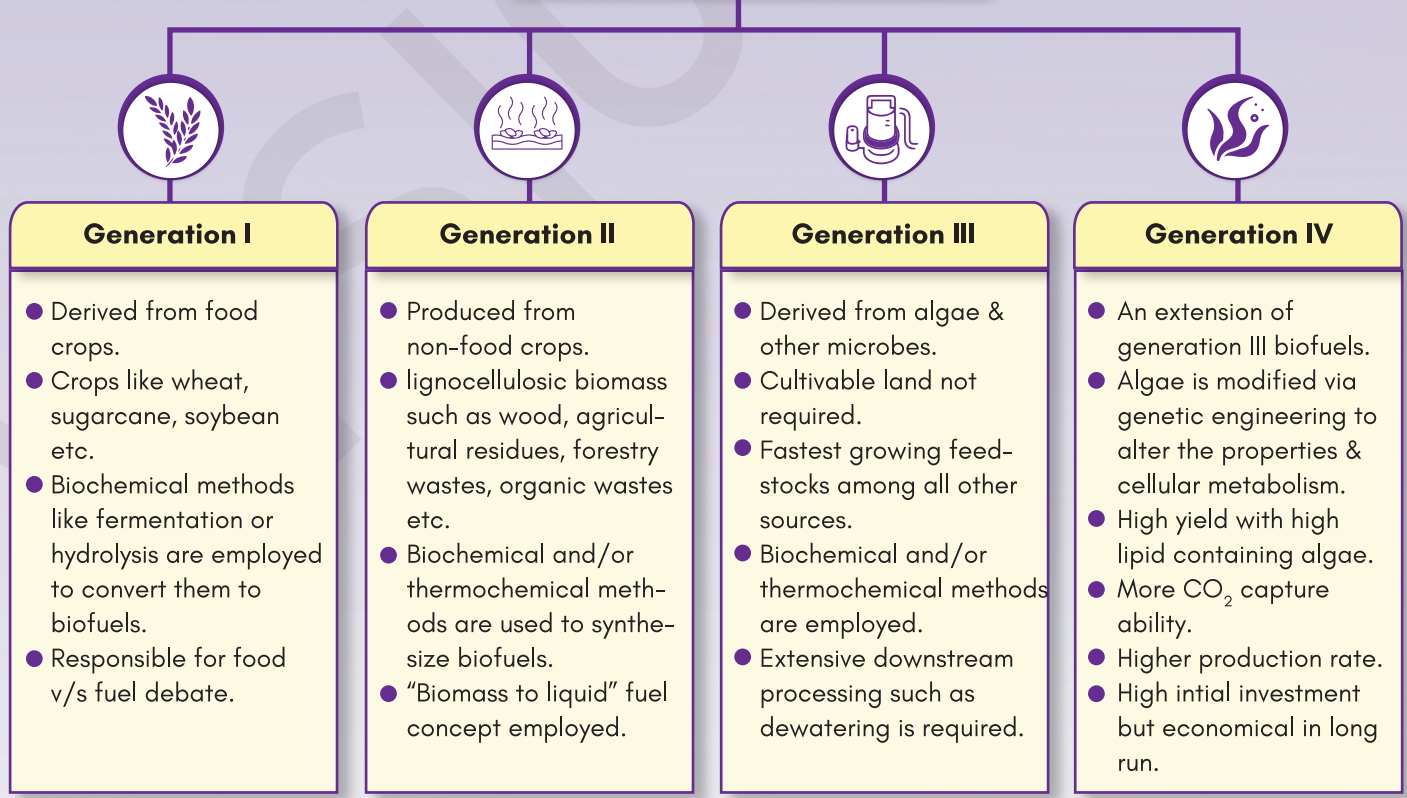 Generation I
● Derived from food
crops.
● Crops like wheat,
sugarcane, soybean
etc.
● Biochemical methods
like fermentation or
hydrolysis are employed
to convert them to
biofuels.
● Responsible for food
v/s fuel debate.
Generation II
● Produced from
non-food crops.
● lignocellulosic biomass
such as wood, agricul-
tural residues, forestry
wastes, organic wastes
etc.
● Biochemical and/or
thermochemical meth-
ods are used to synthe-
size biofuels.
● “Biomass to liquid” fuel
concept employed.
Generation III
● Derived from algae &
other microbes.
● Cultivable land not
required.
● Fastest growing feed-
stocks among all other
sources.
● Biochemical and/or
thermochemical methods
are employed.
● Extensive downstream
processing such as
dewatering is required.
Generation IV
● An extension of
generation III biofuels.
● Algae is modified via
genetic engineering to
alter the properties &
cellular metabolism.
● High yield with high
lipid containing algae.
● More CO₂ capture
ability.
● Higher production rate.
● High intial investment
but economical in long
run.